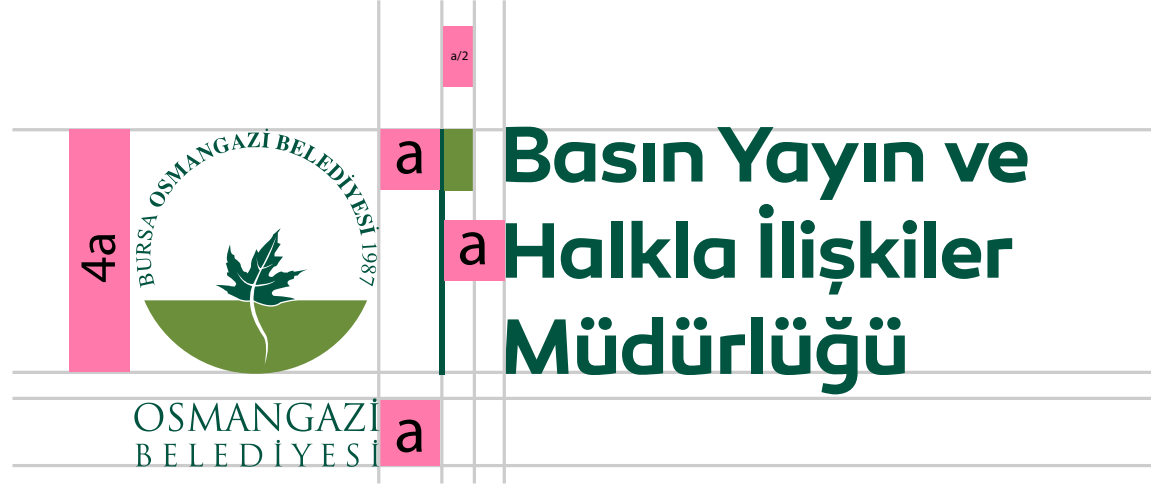 a/2
4a
BURSA OSMANGAZİ BELEDİYESİ 1987
a
a
Basın Yayın ve
Halkla İlişkiler
Müdürlüğü
OSMANGAZİ
BELEDİYESİ
a